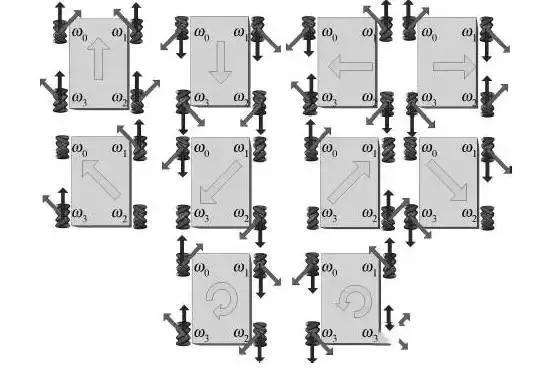 ω₀ ω₁ ω₀ ω₁ ω₀ ω₁ ω₀ ω₁
ω₃ ω₂ ω₃ ω₂ ω₃ ω₂ ω₃ ω₂
ω₀ ω₁ ω₀ ω₁ ω₀ ω₁ ω₀ ω₁
ω₃ ω₂ ω₃ ω₂ ω₃ ω₂ ω₃ ω₂
ω₀ ω₁ ω₀ ω₁
ω₃ ω₂ ω₃